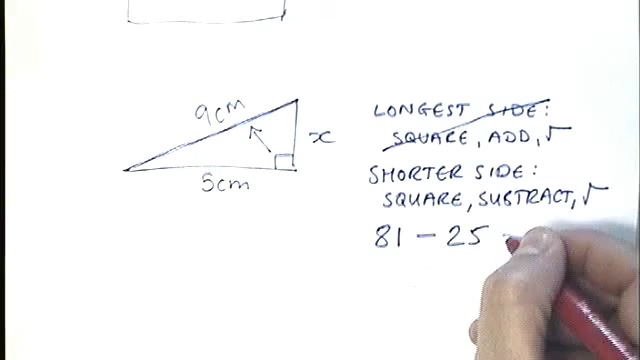 9cm
x
5cm
LONGEST SIDE:
SQUARE, ADD, √
SHORTER SIDE:
SQUARE, SUBTRACT, √
81 - 25